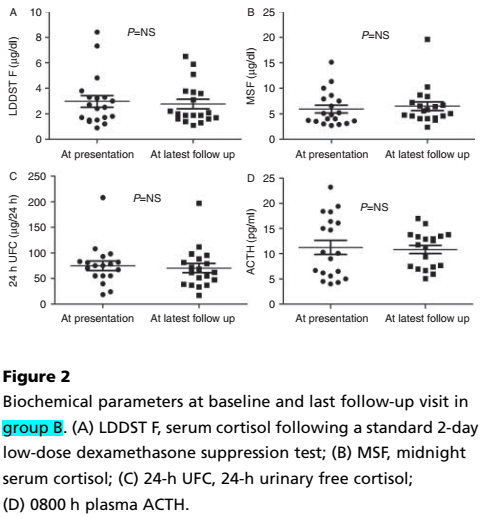 A
10
8
6
4
2
0
LDDST F (µg/dl)
P=NS
At presentation
At latest follow up
B
25
20
15
10
5
0
MSF (µg/dl)
P=NS
At presentation
At latest follow up
C
250
200
150
100
50
0
24 h UFC (µg/24 h)
P=NS
At presentation
At latest follow up
D
25
20
15
10
5
0
ACTH (pg/ml)
P=NS
At presentation
At latest follow up
Figure 2
Biochemical parameters at baseline and last follow-up visit in
group B. (A) LDDST F, serum cortisol following a standard 2-day
low-dose dexamethasone suppression test; (B) MSF, midnight
serum cortisol; (C) 24-h UFC, 24-h urinary free cortisol;
(D) 0800 h plasma ACTH.